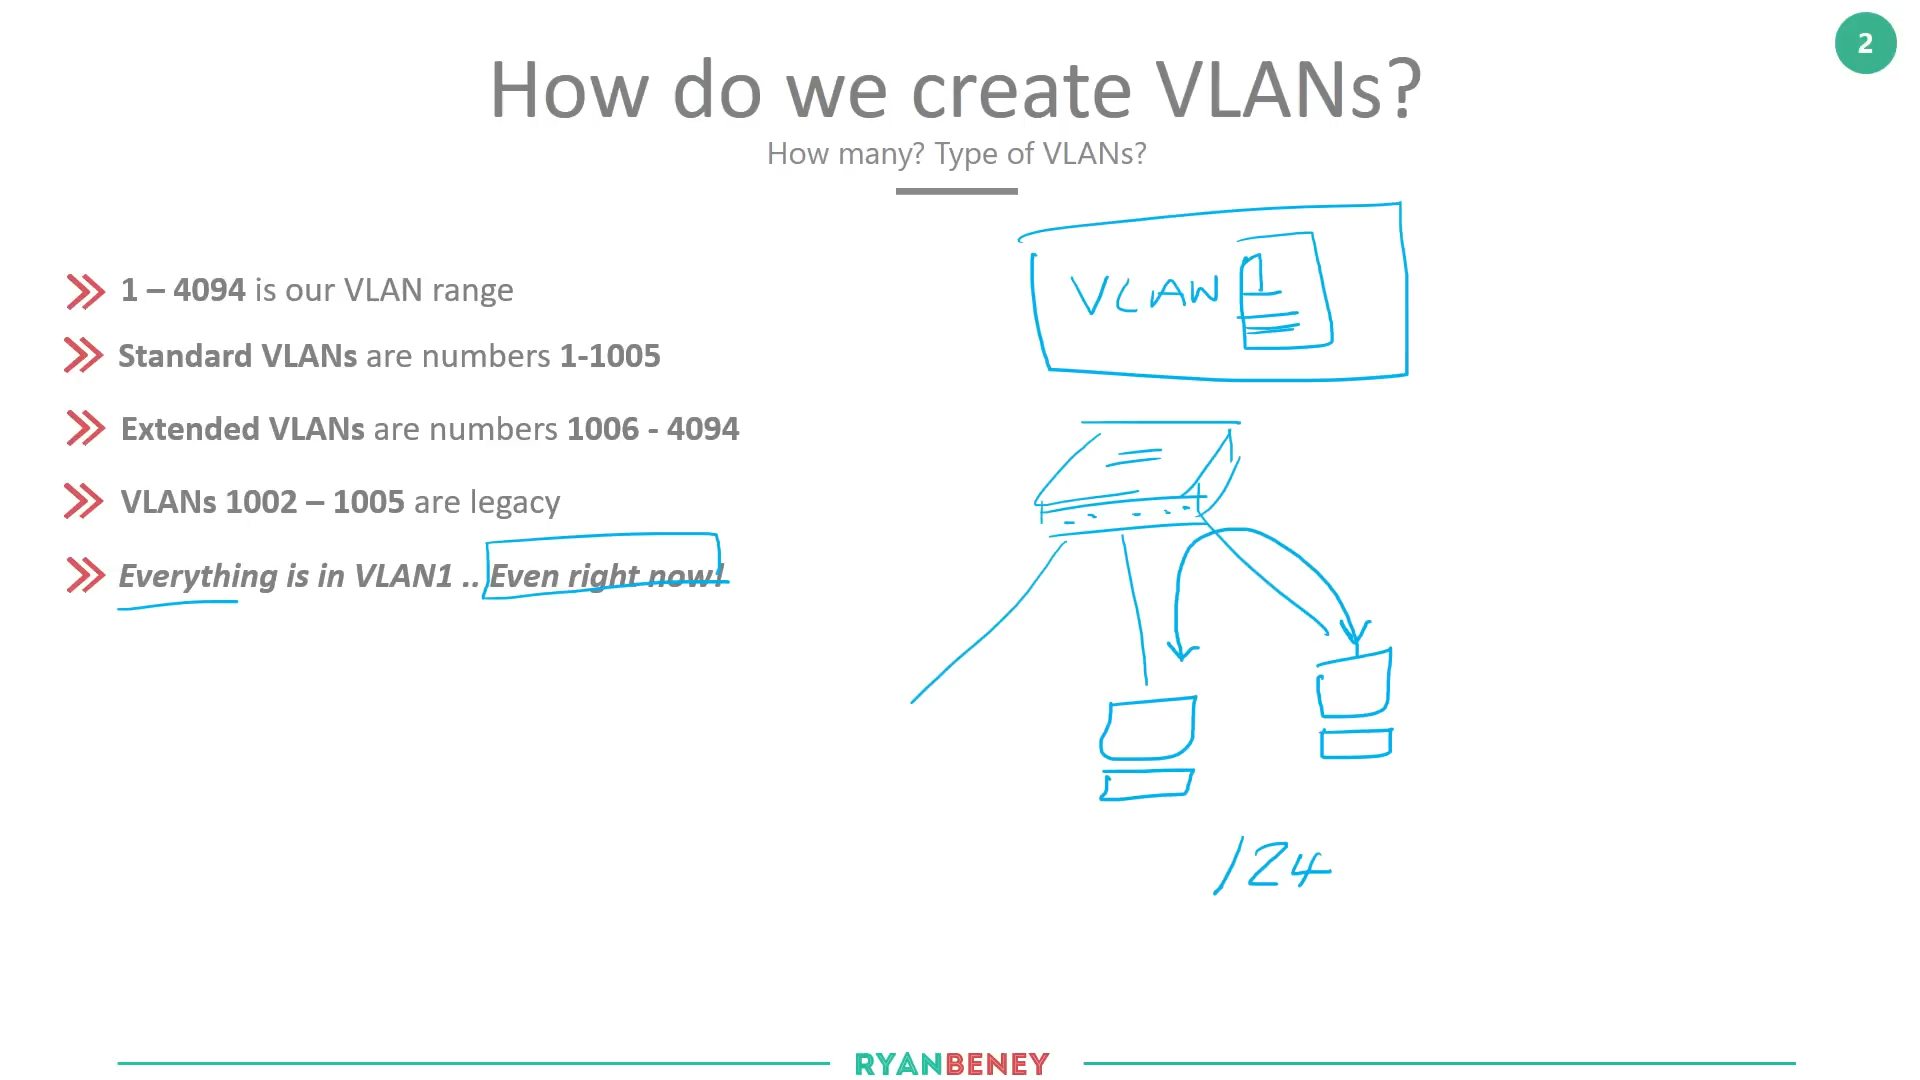 2
How do we create VLANs?
How many? Type of VLANs?
1 – 4094 is our VLAN range
Standard VLANs are numbers 1-1005
Extended VLANs are numbers 1006 - 4094
VLANs 1002 – 1005 are legacy
Everything is in VLAN1 .. Even right now!
VLAN 1
/24
RYANBENEY